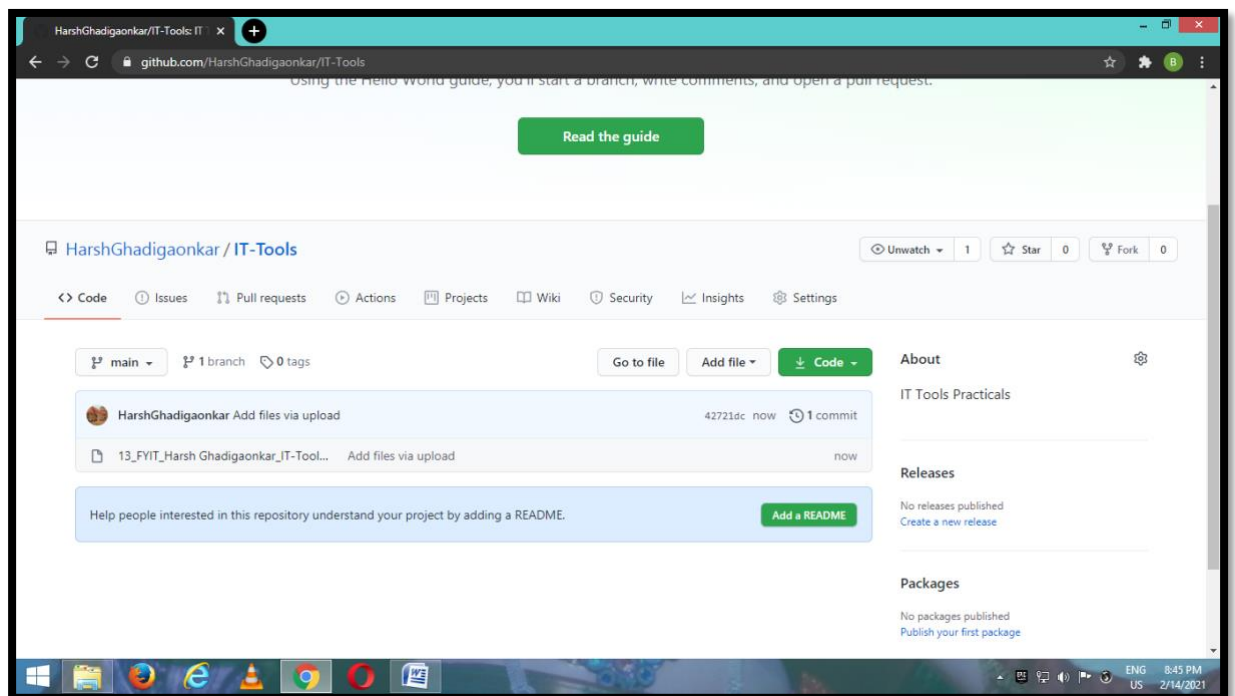 HarshGhadigaonkar/IT-Tools: IT
github.com/HarshGhadigaonkar/IT-Tools
B
Using the Hello World guide, you'll start a branch, write comments, and open a pull request.
Read the guide
HarshGhadigaonkar / IT-Tools
Unwatch 1 Star 0 Fork 0
Code Issues Pull requests Actions Projects Wiki Security Insights Settings
main 1 branch 0 tags Go to file Add file Code
About
IT Tools Practicals
HarshGhadigaonkar Add files via upload 42721dc now 1 commit
13_FYIT_Harsh Ghadigaonkar_IT-Tool... Add files via upload now
Help people interested in this repository understand your project by adding a README. Add a README
Releases
No releases published
Create a new release
Packages
No packages published
Publish your first package
ENG 8:45 PM
US 2/14/2021